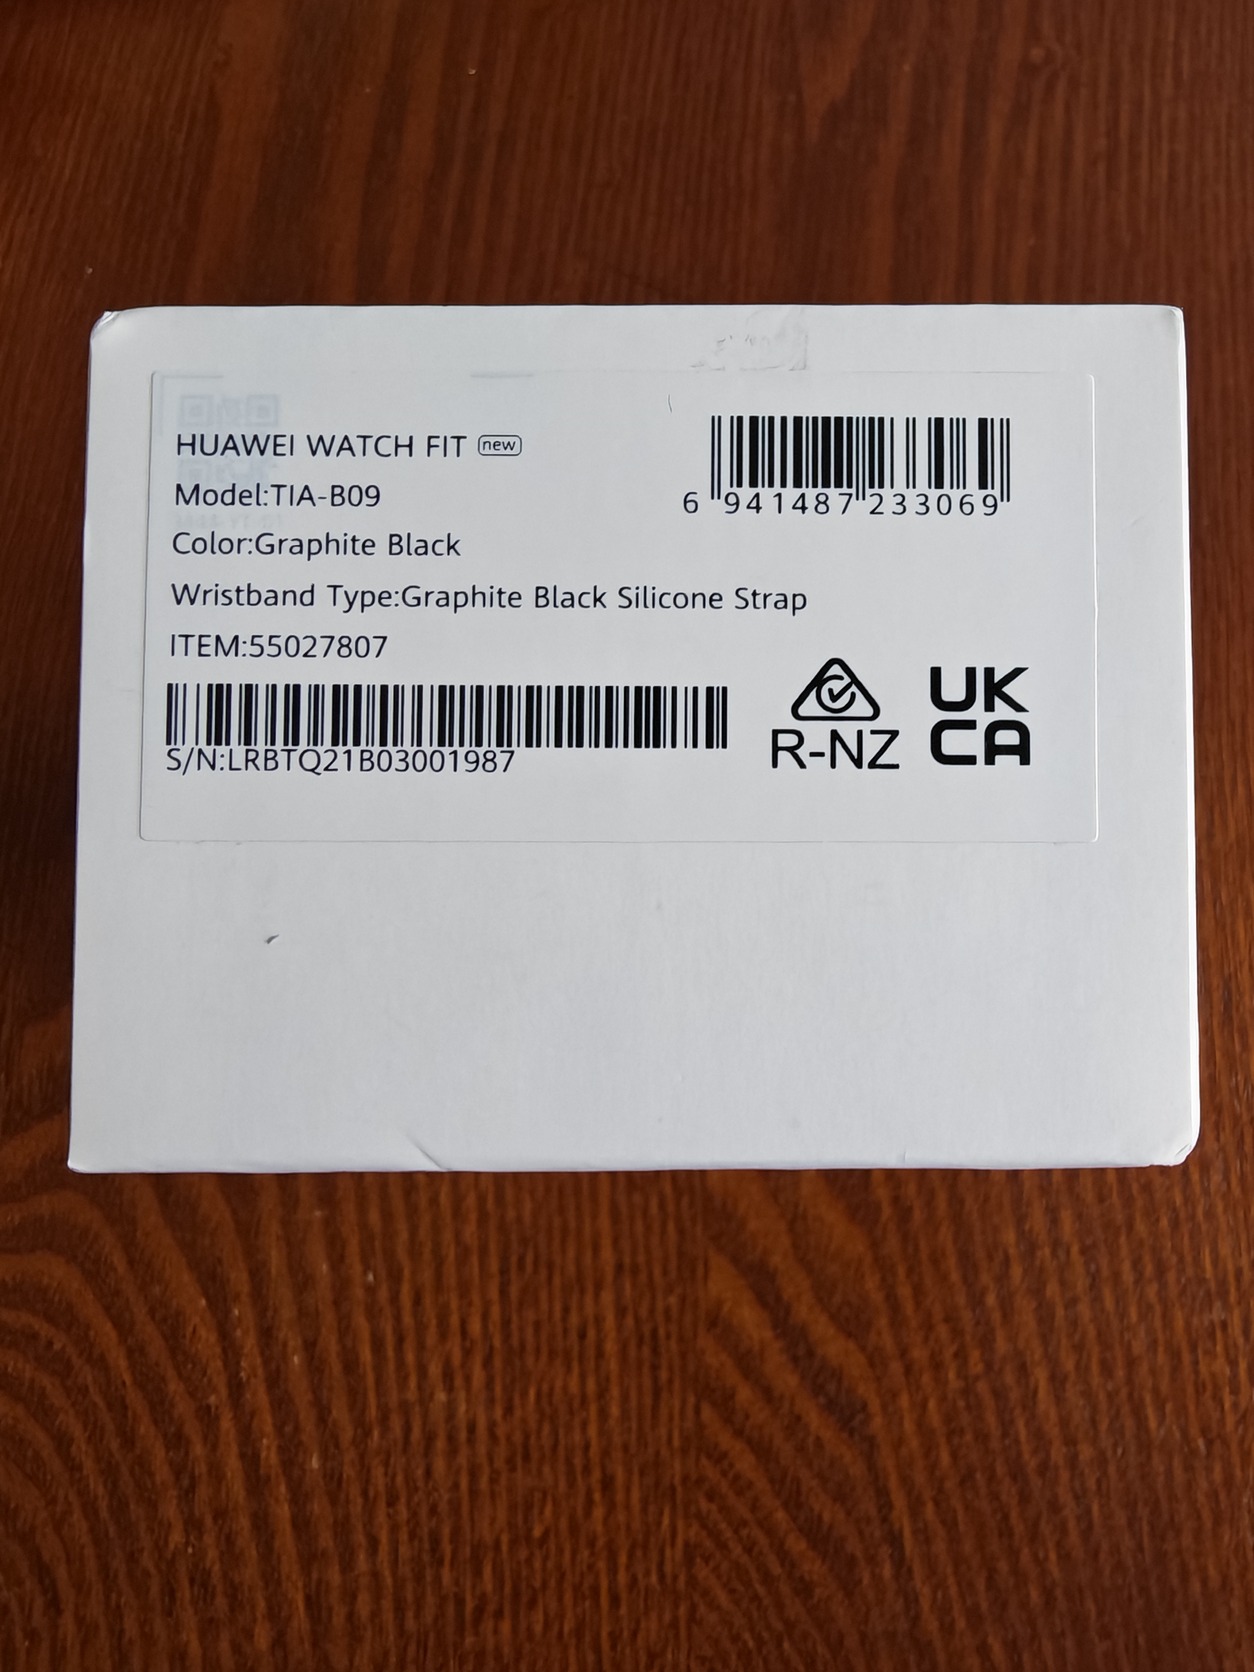 HUAWEI WATCH FIT new
Model:TIA-B09
Color:Graphite Black
Wristband Type:Graphite Black Silicone Strap
ITEM:55027807
S/N:LRBTQ21B03001987
6 941487 233069
R-NZ
UK
CA